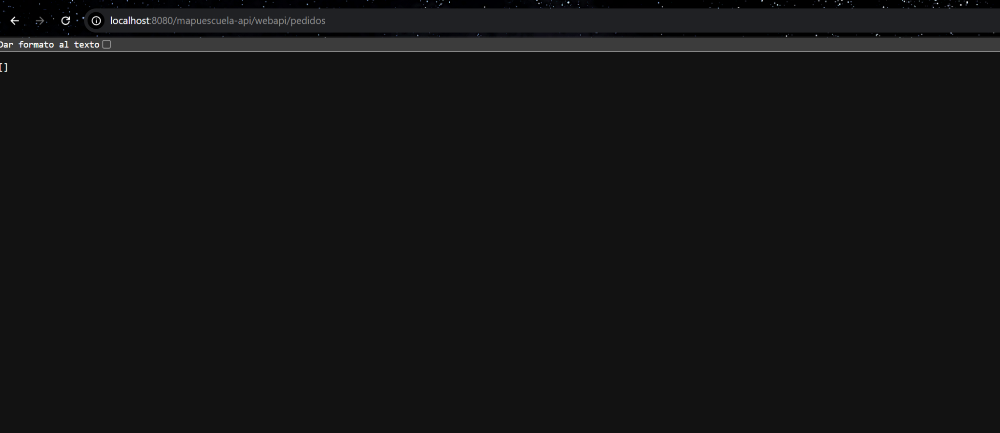 localhost:8080/mapuescuela-api/webapi/pedidos
Dar formato al texto
[]